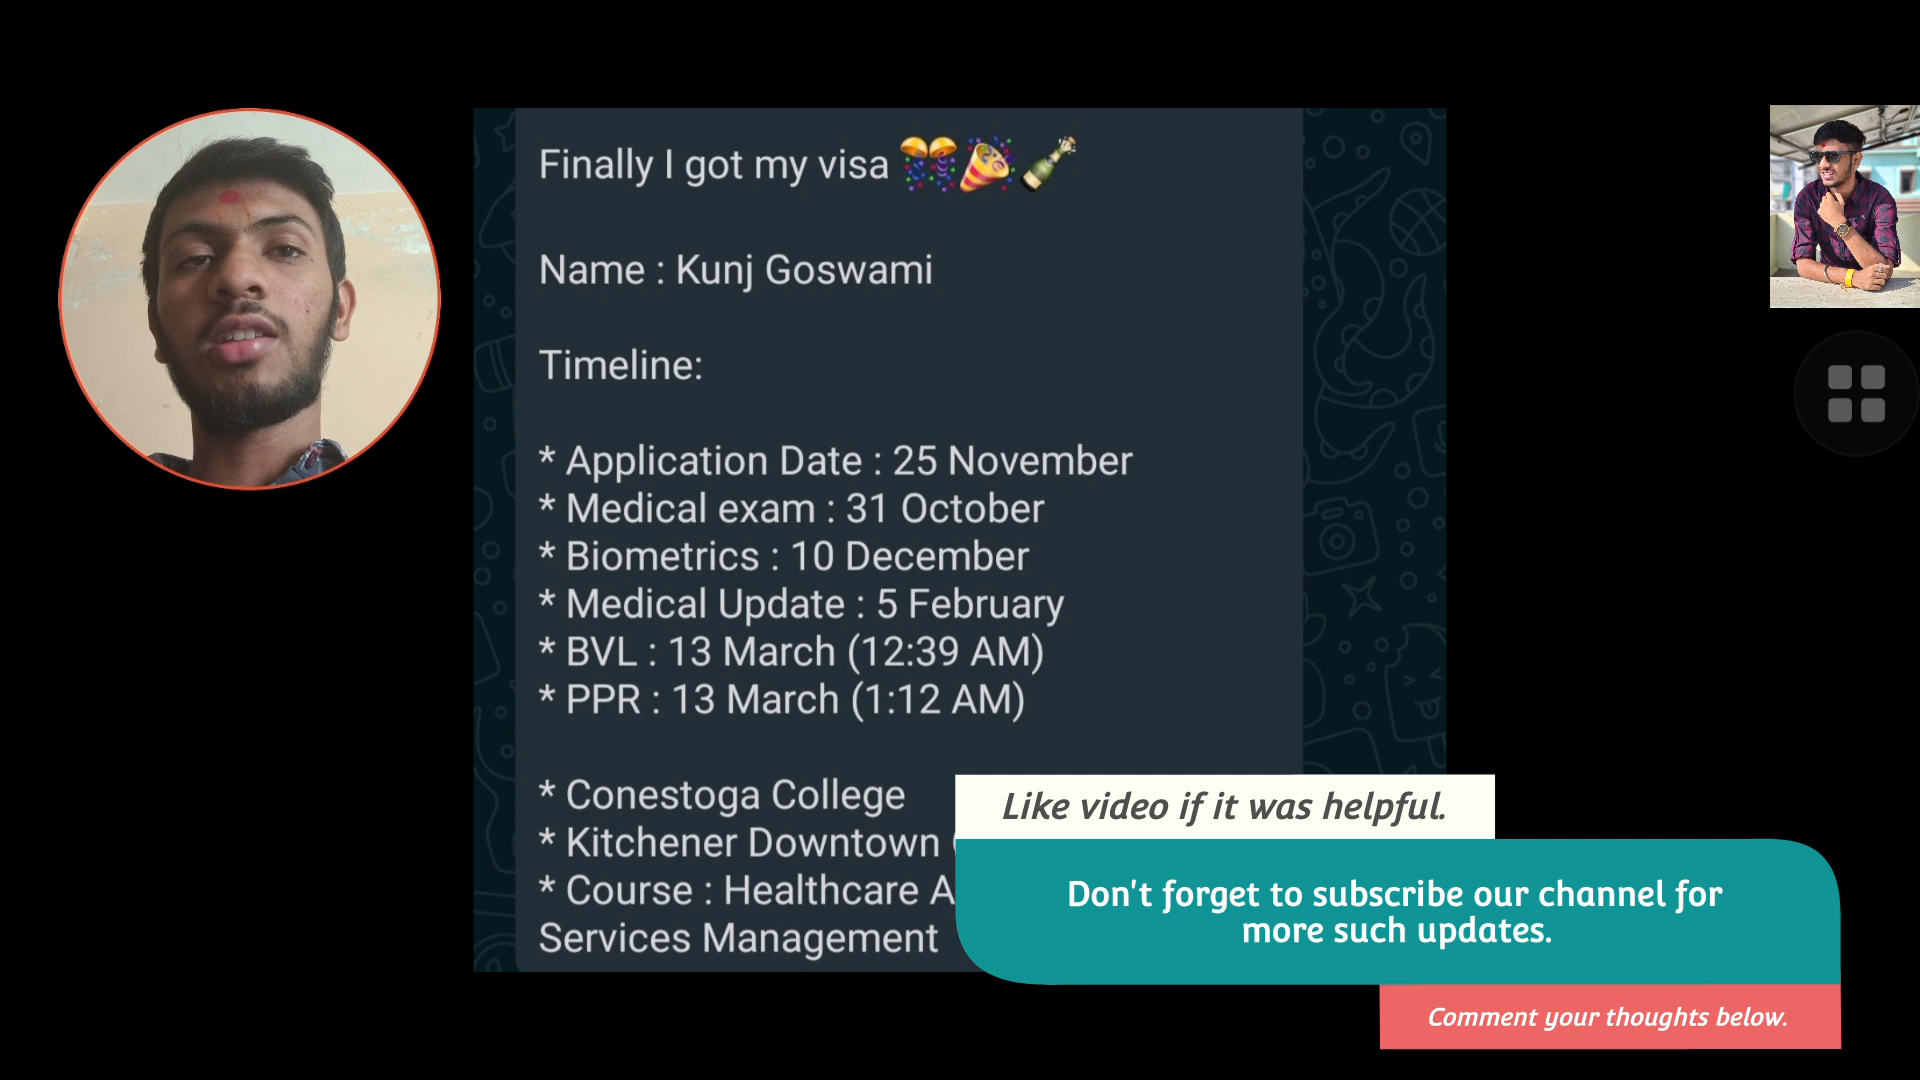 Finally I got my visa 🎊🎉🍾
Name : Kunj Goswami
Timeline:
* Application Date : 25 November
* Medical exam : 31 October
* Biometrics : 10 December
* Medical Update : 5 February
* BVL : 13 March (12:39 AM)
* PPR : 13 March (1:12 AM)
* Conestoga College
* Kitchener Downtown
* Course : Healthcare
Services Management
Like video if it was helpful.
Don't forget to subscribe our channel for
more such updates.
Comment your thoughts below.